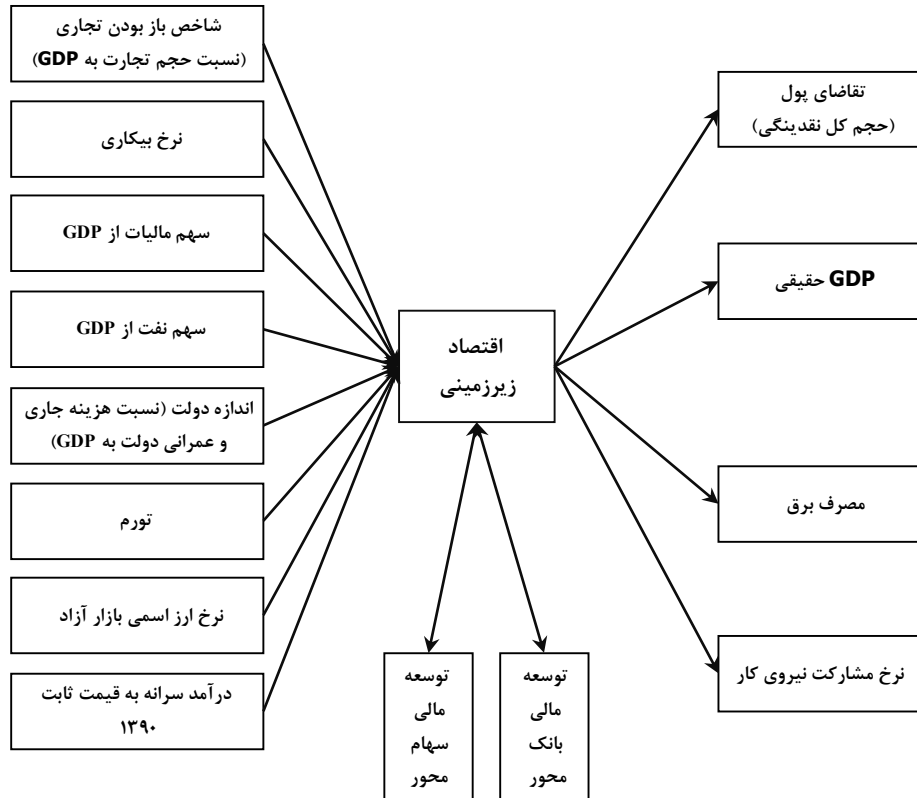 شاخص باز بودن تجاری
(نسبت حجم تجارت به GDP)
نرخ بیکاری
سهم مالیات از GDP
سهم نفت از GDP
اندازه دولت (نسبت هزینه جاری
و عمرانی دولت به GDP)
تورم
نرخ ارز اسمی بازار آزاد
درآمد سرانه به قیمت ثابت
۱۳۹۰
اقتصاد
زیرزمینی
تقاضای پول
(حجم کل نقدینگی)
GDP حقیقی
مصرف برق
نرخ مشارکت نیروی کار
توسعه
مالی
بانک
محور
توسعه
مالی
سهام
محور